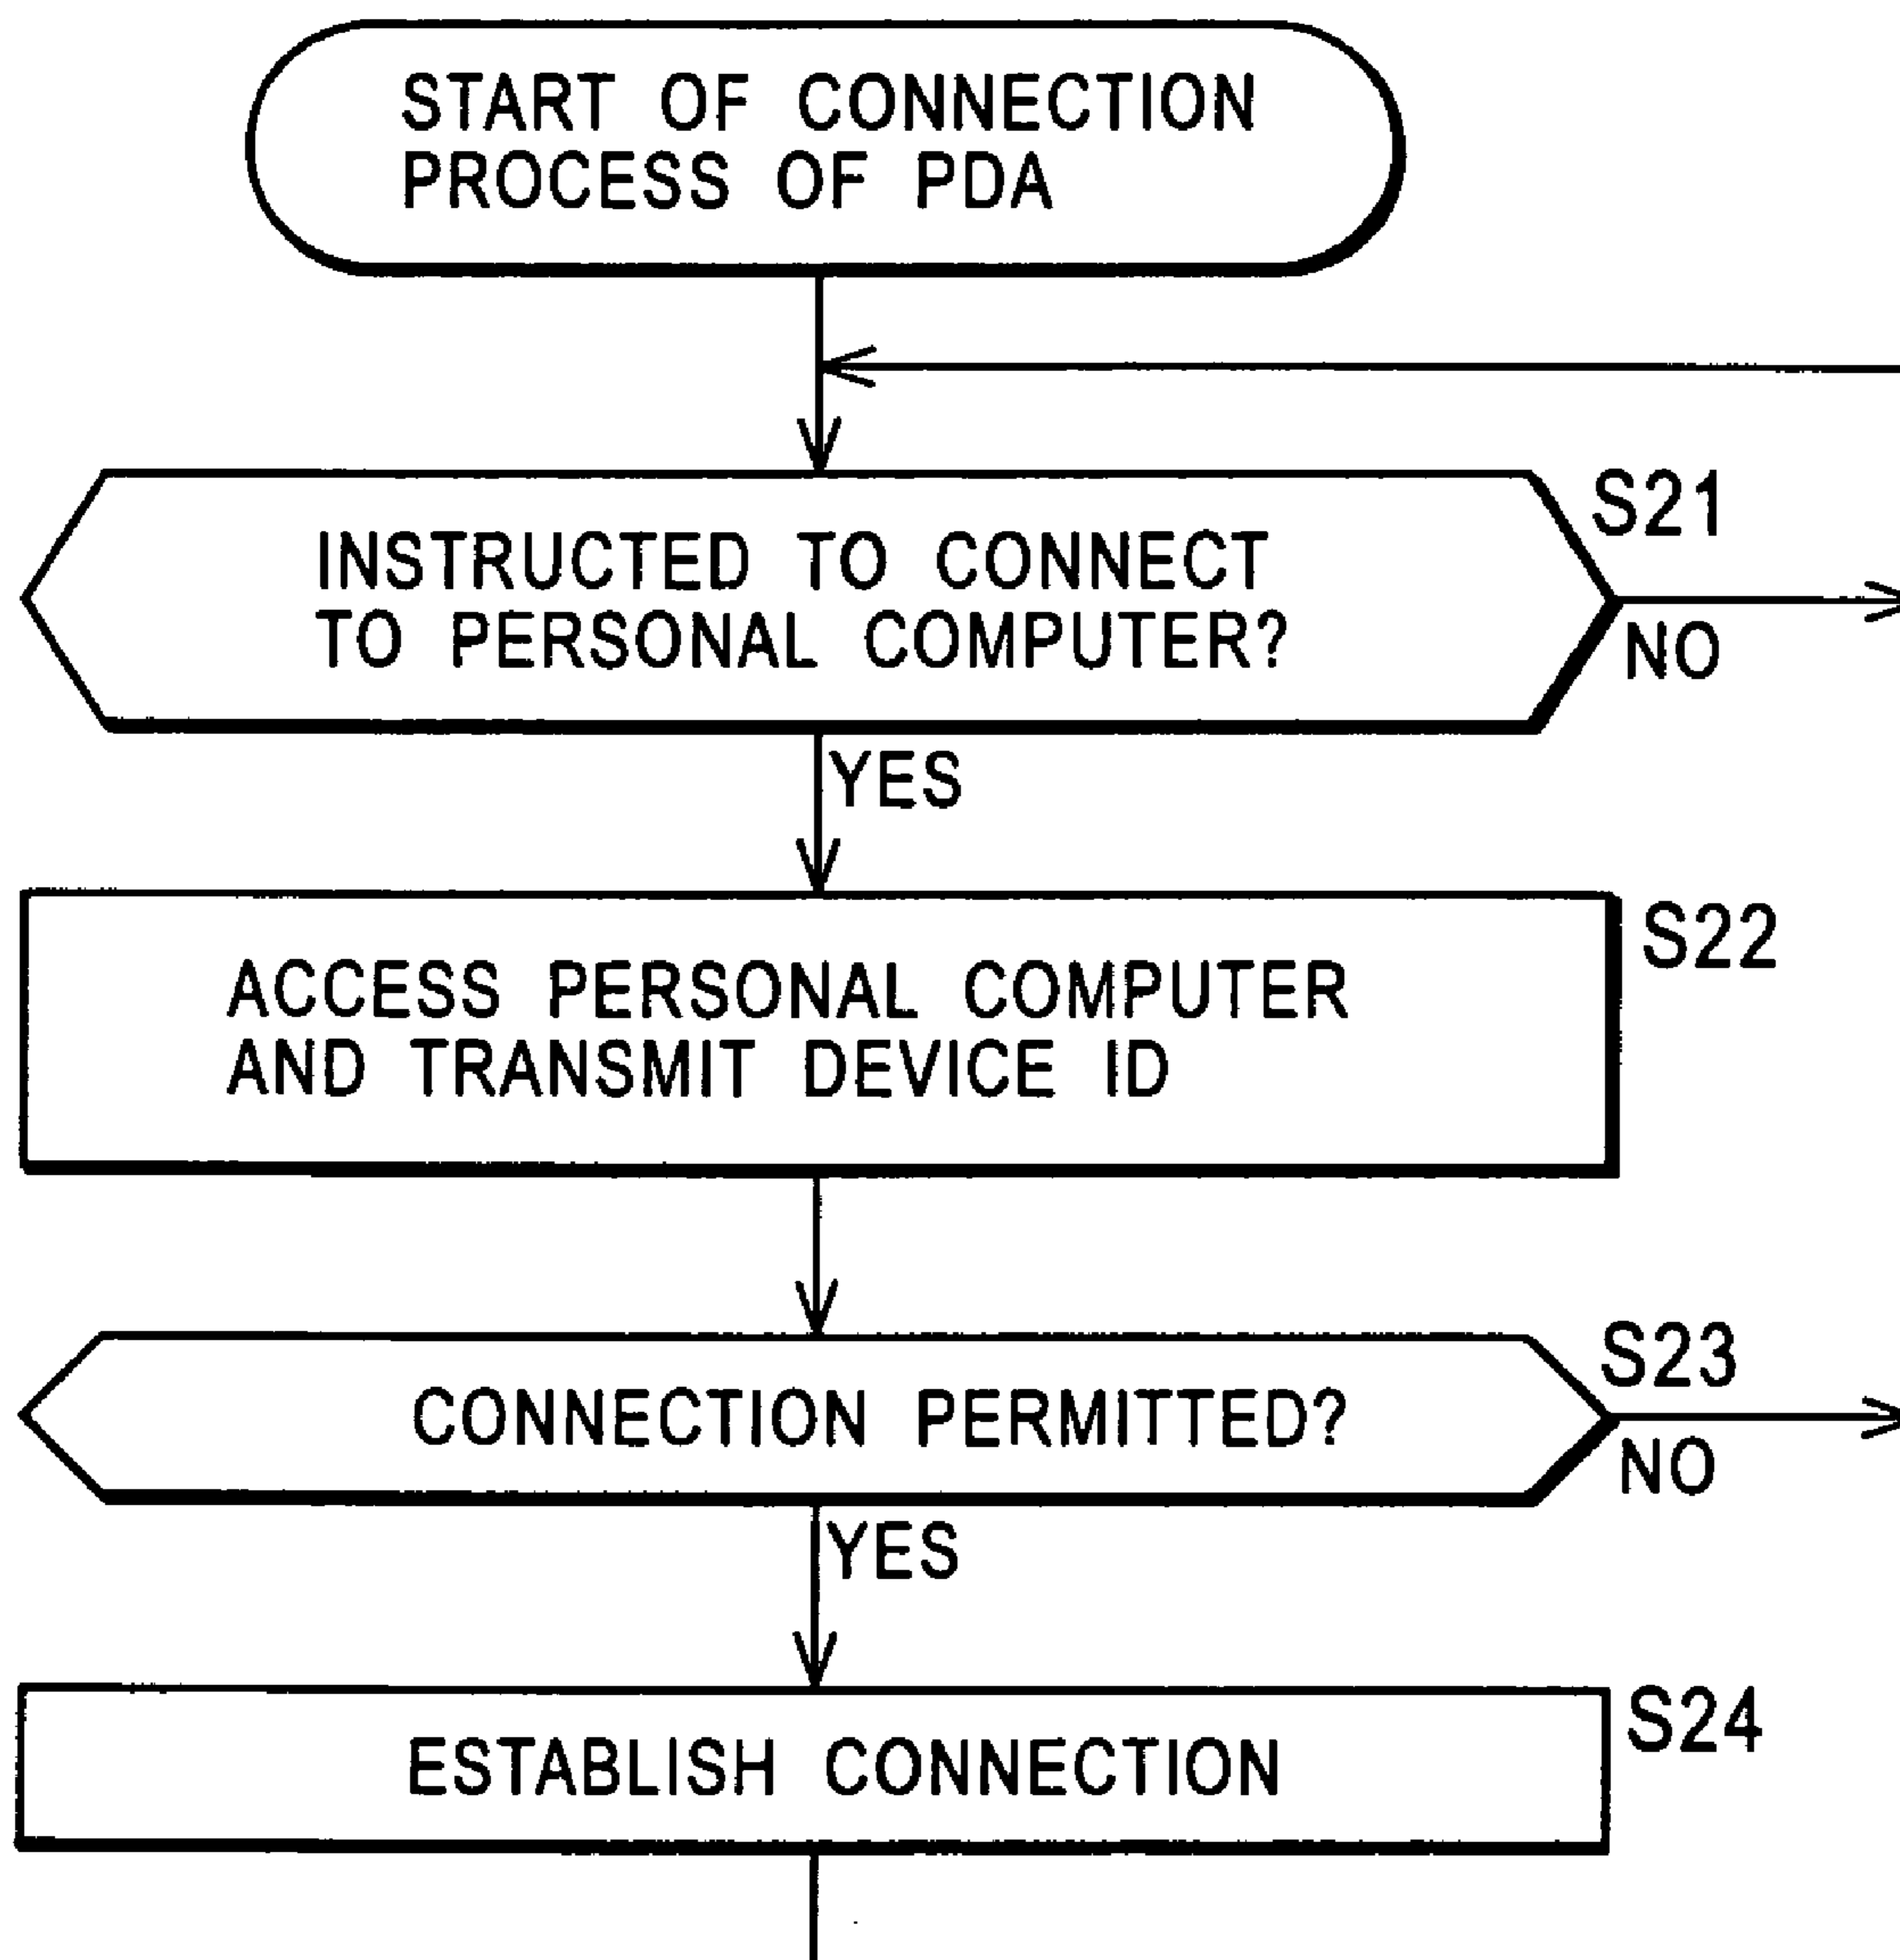 START OF CONNECTION
PROCESS OF PDA
S21
INSTRUCTED TO CONNECT
TO PERSONAL COMPUTER?
NO
YES
S22
ACCESS PERSONAL COMPUTER
AND TRANSMIT DEVICE ID
S23
CONNECTION PERMITTED?
NO
YES
S24
ESTABLISH CONNECTION